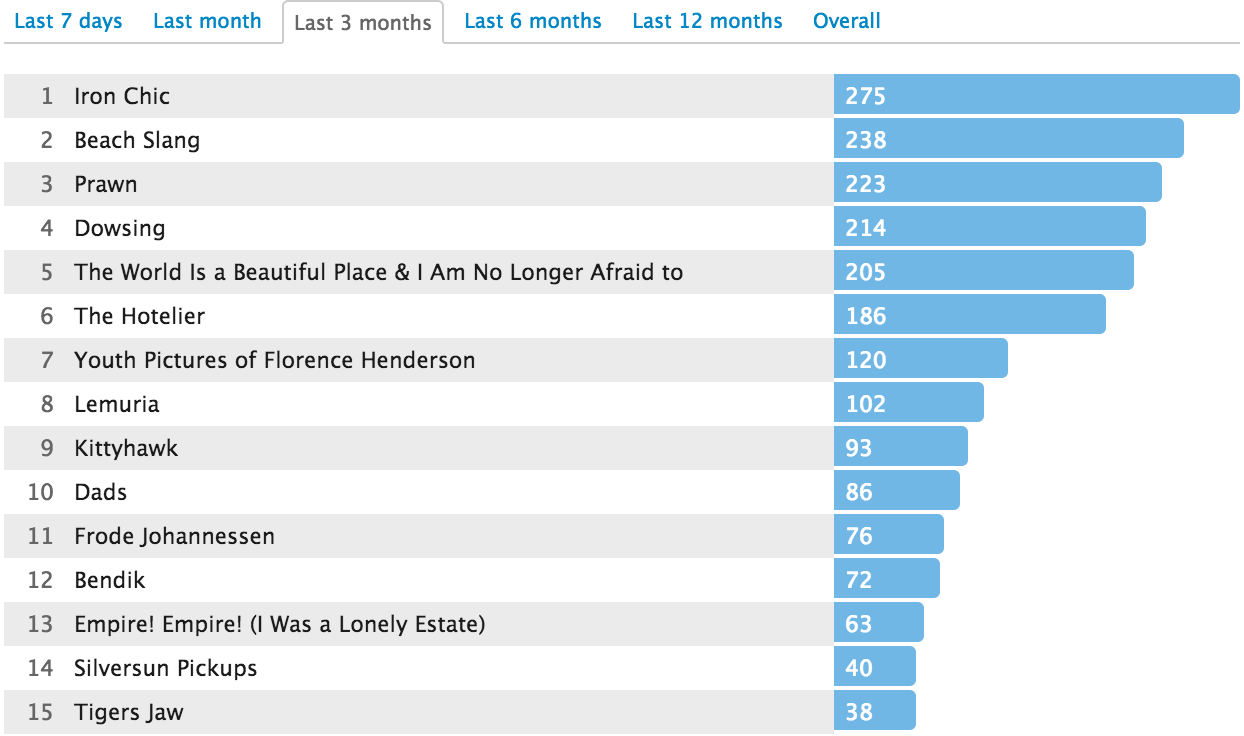 Last 7 days Last month Last 3 months Last 6 months Last 12 months Overall
1 Iron Chic 275
2 Beach Slang 238
3 Prawn 223
4 Dowsing 214
5 The World Is a Beautiful Place & I Am No Longer Afraid to 205
6 The Hotelier 186
7 Youth Pictures of Florence Henderson 120
8 Lemuria 102
9 Kittyhawk 93
10 Dads 86
11 Frode Johannessen 76
12 Bendik 72
13 Empire! Empire! (I Was a Lonely Estate) 63
14 Silversun Pickups 40
15 Tigers Jaw 38